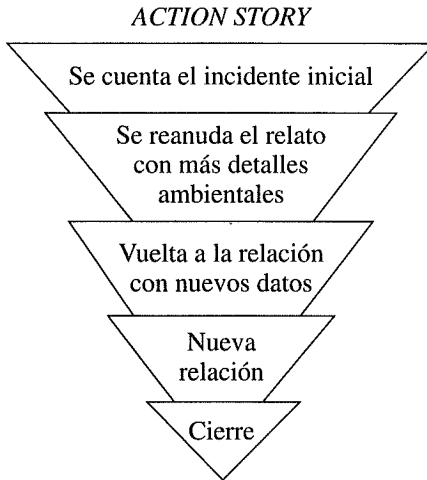 ACTION STORY
Se cuenta el incidente inicial
Se reanuda el relato
con más detalles
ambientales
Vuelta a la relación
con nuevos datos
Nueva
relación
Cierre